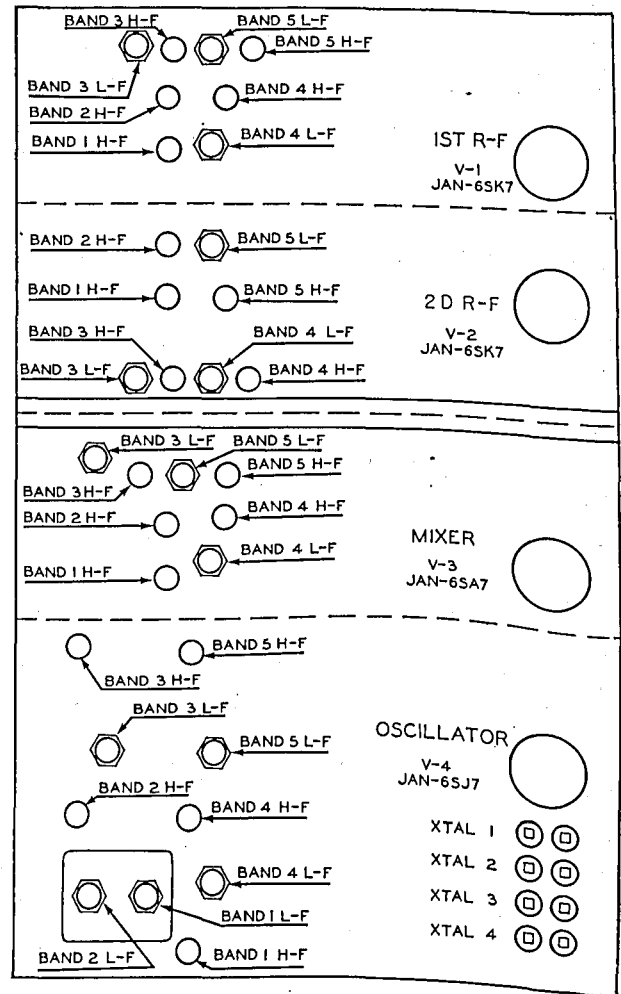 BAND 3 H-F
BAND 5 L-F
BAND 5 H-F
BAND 3 L-F
BAND 4 H-F
BAND 2 H-F
BAND 1 H-F
BAND 4 L-F
1ST R-F
V-1
JAN-6SK7
BAND 2 H-F
BAND 5 L-F
BAND 1 H-F
BAND 5 H-F
2D R-F
V-2
JAN-6SK7
BAND 3 H-F
BAND 4 L-F
BAND 3 L-F
BAND 4 H-F
BAND 3 L-F
BAND 5 L-F
BAND 5 H-F
BAND 3 H-F
BAND 4 H-F
BAND 2 H-F
BAND 4 L-F
BAND 1 H-F
MIXER
V-3
JAN-6SA7
BAND 5 H-F
BAND 3 H-F
BAND 3 L-F
BAND 5 L-F
OSCILLATOR
V-4
JAN-6SJ7
BAND 2 H-F
BAND 4 H-F
XTAL 1
XTAL 2
XTAL 3
XTAL 4
BAND 4 L-F
BAND 1 L-F
BAND 2 L-F
BAND 1 H-F